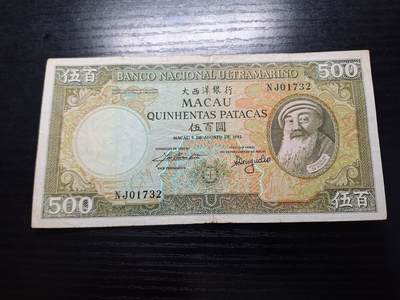 伍百 BANCO NACIONAL ULTRAMARINO 500
大西洋銀行 NJ01732
MACAU
QUINHENTAS PATACAS
伍百圓
NJ01732
500 伍百